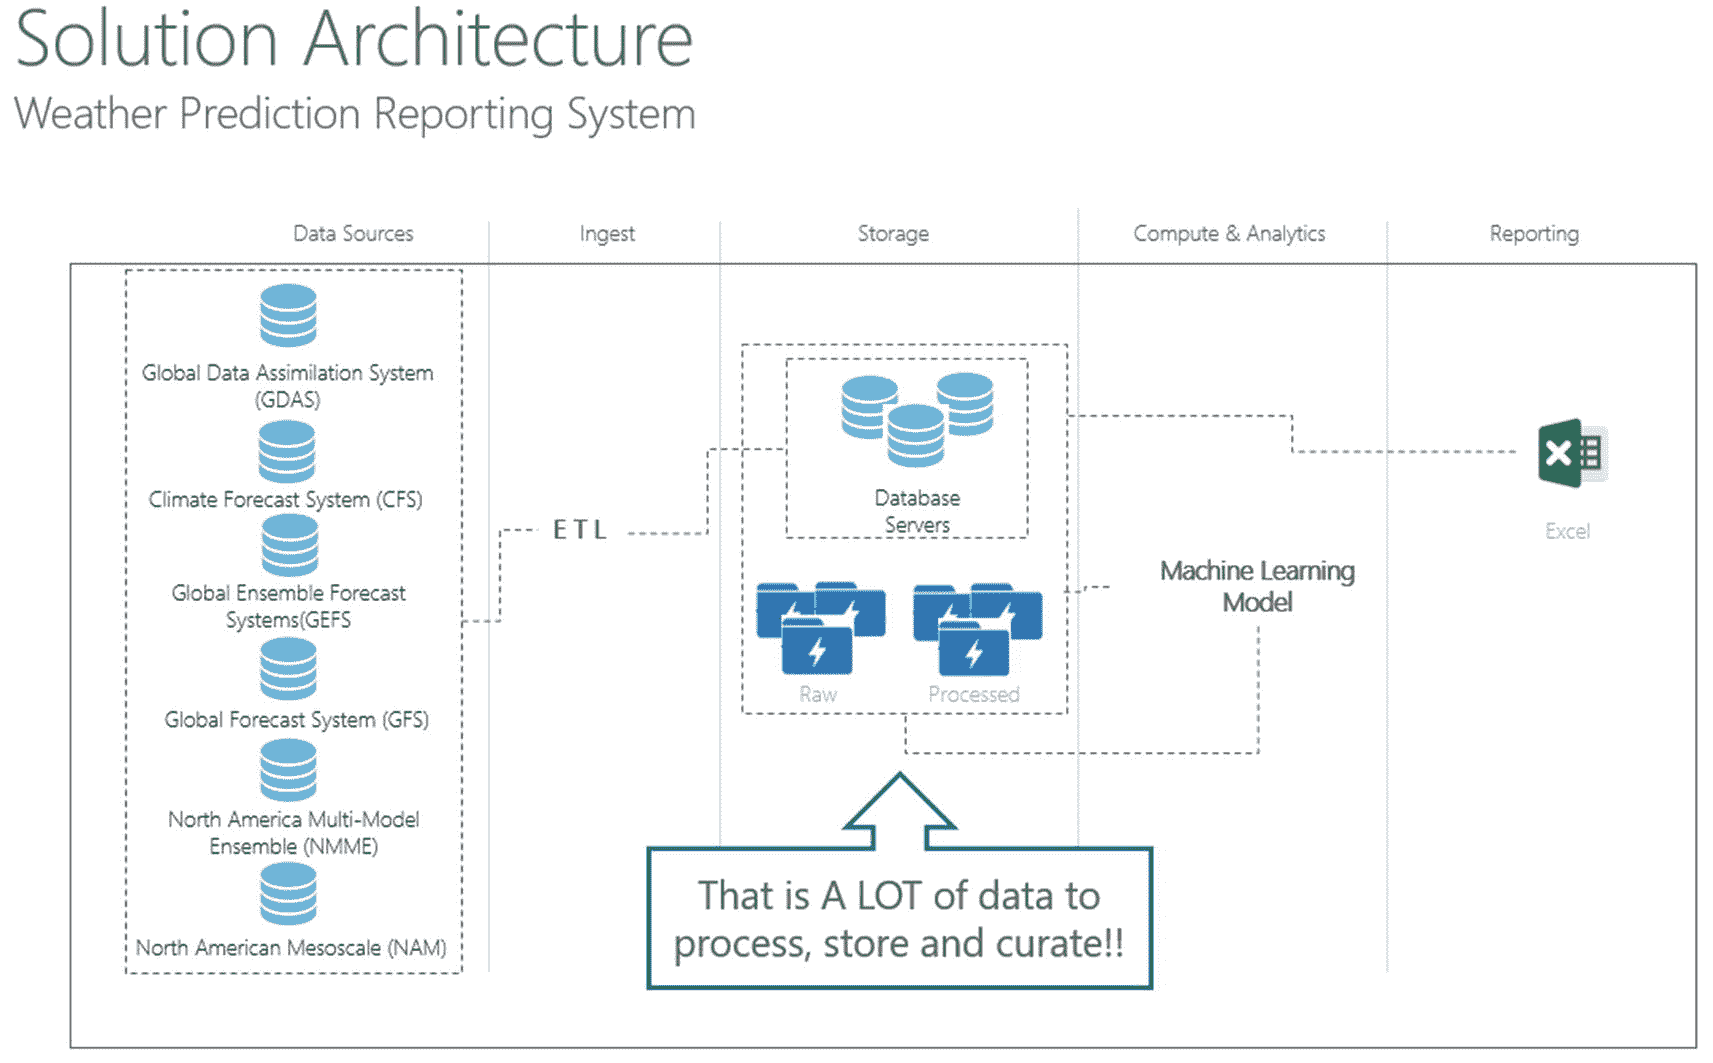 Solution Architecture
Weather Prediction Reporting System
Data Sources
Ingest
Storage
Compute & Analytics
Reporting
Global Data Assimilation System
(GDAS)
Climate Forecast System (CFS)
Global Ensemble Forecast
Systems(GEFS
Global Forecast System (GFS)
North America Multi-Model
Ensemble (NMME)
North American Mesoscale (NAM)
ETL
Database
Servers
Raw
Processed
Machine Learning
Model
X
Excel
That is A LOT of data to
process, store and curate!!